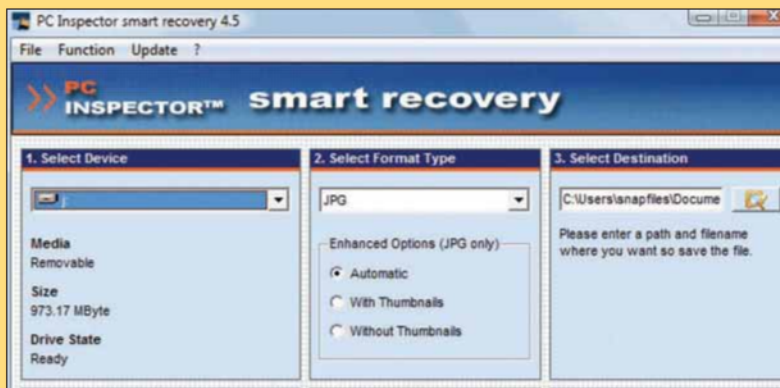 PC Inspector smart recovery 4.5
File Function Update ?
PC
INSPECTOR™ smart recovery
1. Select Device
j
Media
Removable
Size
973.17 MByte
Drive State
Ready
2. Select Format Type
JPG
Enhanced Options (JPG only)
Automatic
With Thumbnails
Without Thumbnails
3. Select Destination
C:\Users\snapfiles\Docume
Please enter a path and filename
where you want so save the file.